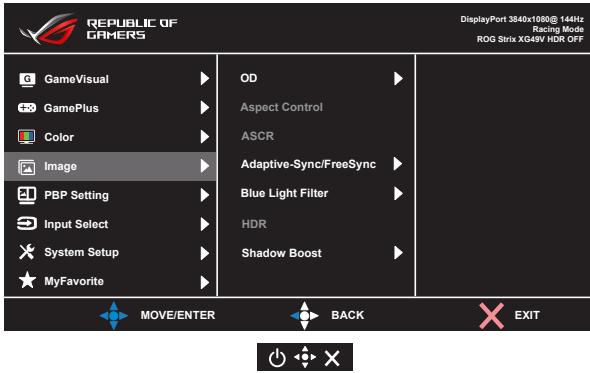 REPUBLIC OF
GAMERS
DisplayPort 3840x1080@ 144Hz
Racing Mode
ROG Strix XG49V HDR OFF
G GameVisual
GamePlus
Color
Image
PBP Setting
Input Select
System Setup
MyFavorite
OD
Aspect Control
ASCR
Adaptive-Sync/FreeSync
Blue Light Filter
HDR
Shadow Boost
MOVE/ENTER
BACK
EXIT